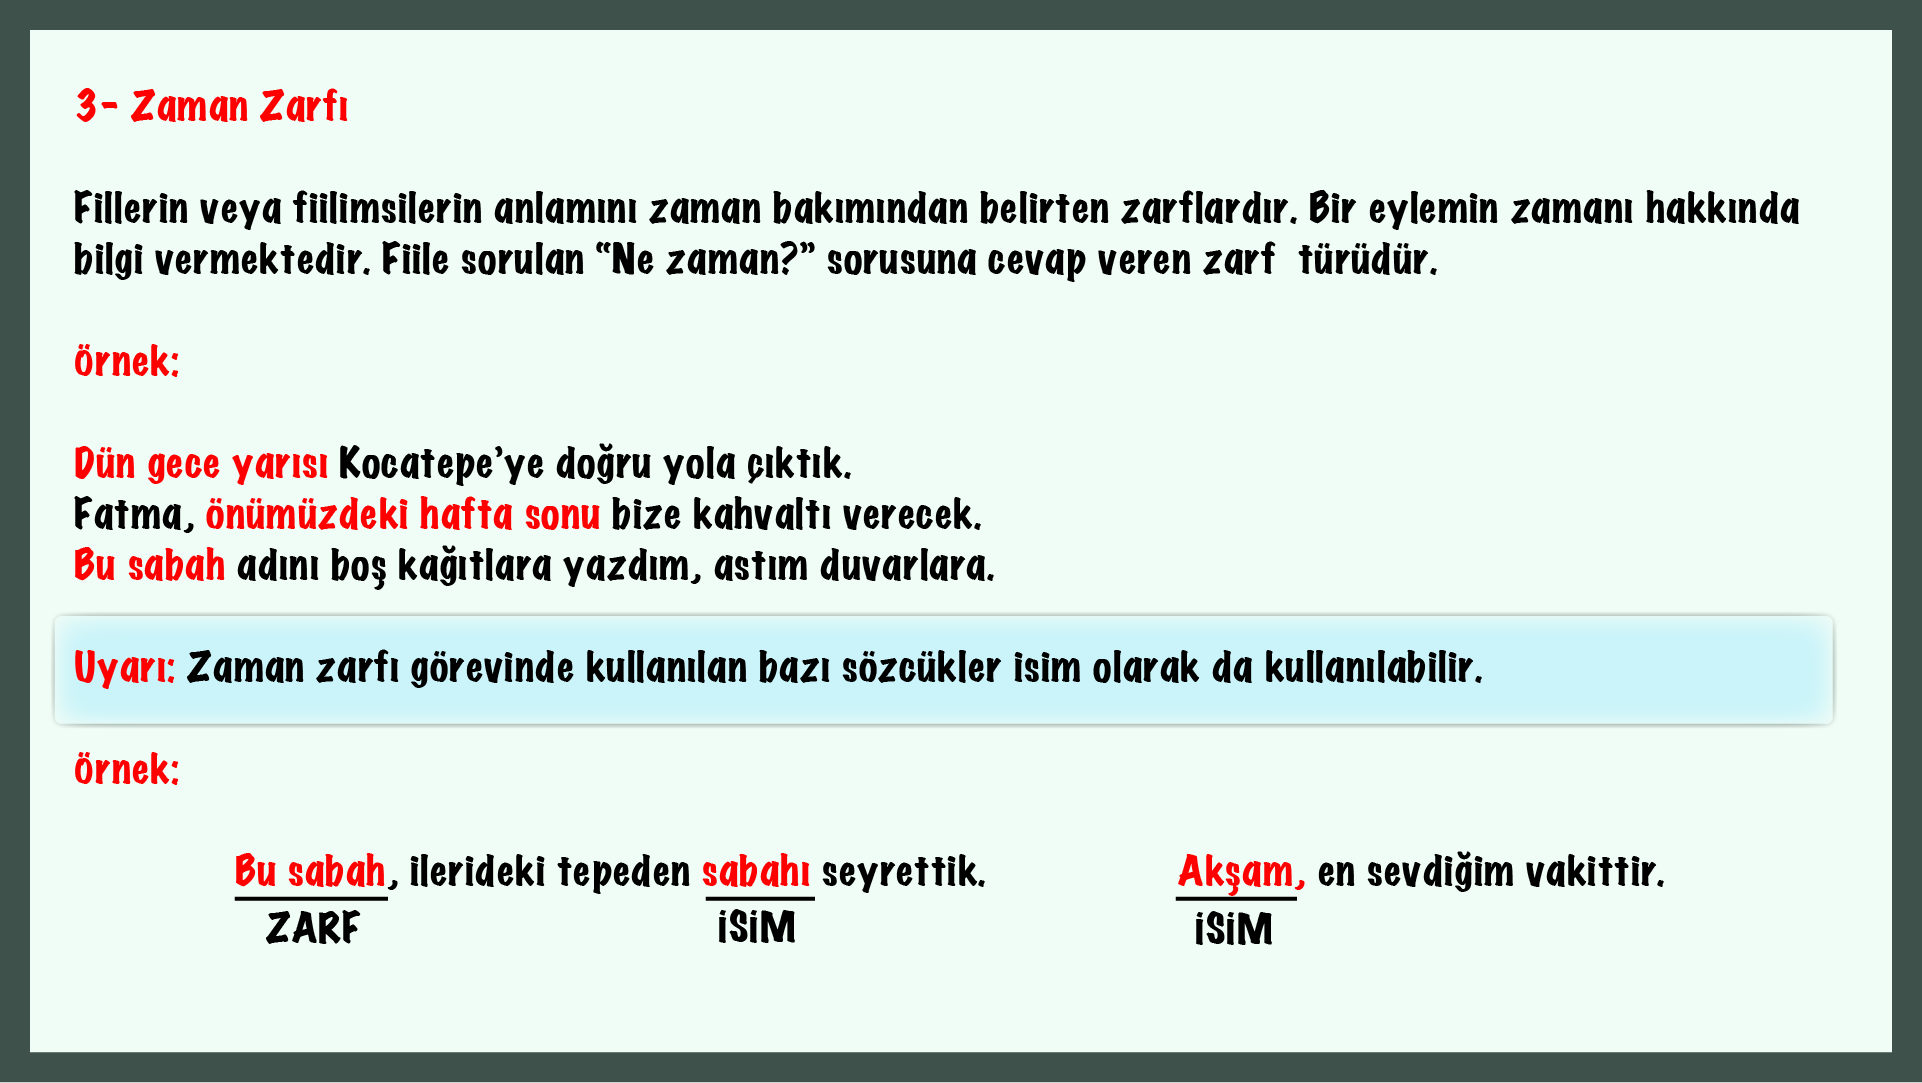 3- Zaman Zarfı
Fillerin veya fiilimsilerin anlamını zaman bakımından belirten zarflardır. Bir eylemin zamanı hakkında
bilgi vermektedir. Fiile sorulan “Ne zaman?” sorusuna cevap veren zarf  türüdür.
örnek:
Dün gece yarısı Kocatepe’ye doğru yola çıktık.
Fatma, önümüzdeki hafta sonu bize kahvaltı verecek.
Bu sabah adını boş kağıtlara yazdım, astım duvarlara.
Uyarı: Zaman zarfı görevinde kullanılan bazı sözcükler isim olarak da kullanılabilir.
örnek:
Bu sabah, ilerideki tepeden sabahı seyrettik. Akşam, en sevdiğim vakittir.
ZARF İSİM İSİM